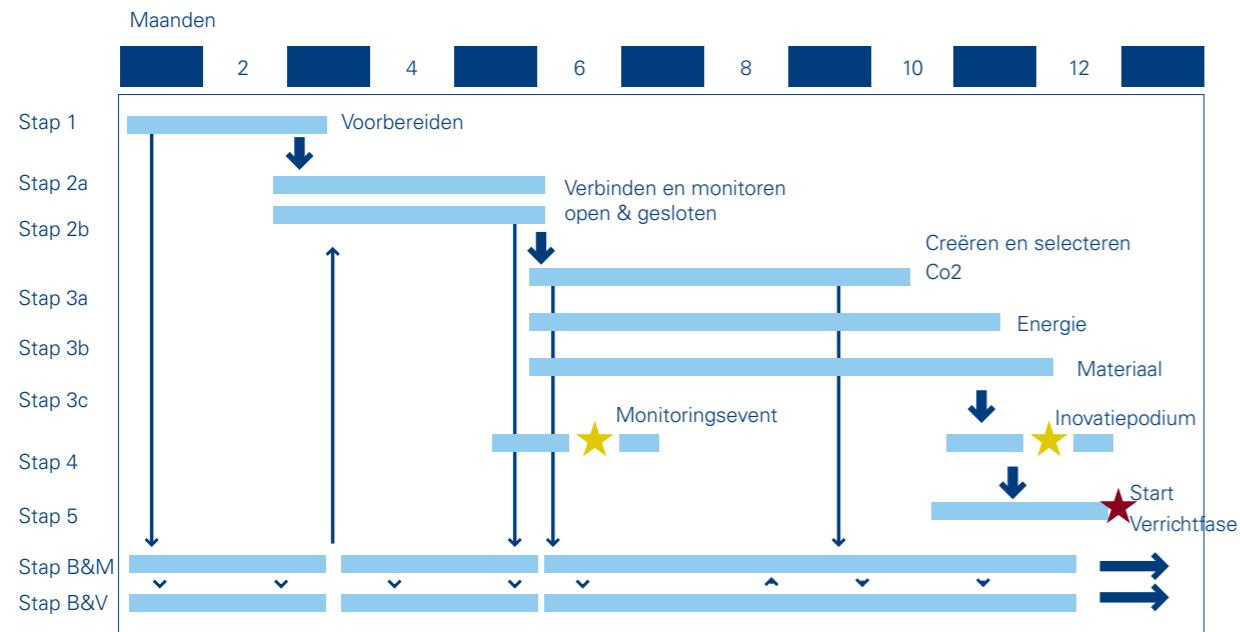 Maanden
2 4 6 8 10 12
Stap 1
Voorbereiden
Stap 2a
Verbinden en monitoren
open & gesloten
Stap 2b
Creëren en selecteren
Co2
Stap 3a
Energie
Stap 3b
Materiaal
Stap 3c
Monitoringsevent
Inovatiepodium
Stap 4
Start
Verrichtfase
Stap 5
Stap B&M
Stap B&V